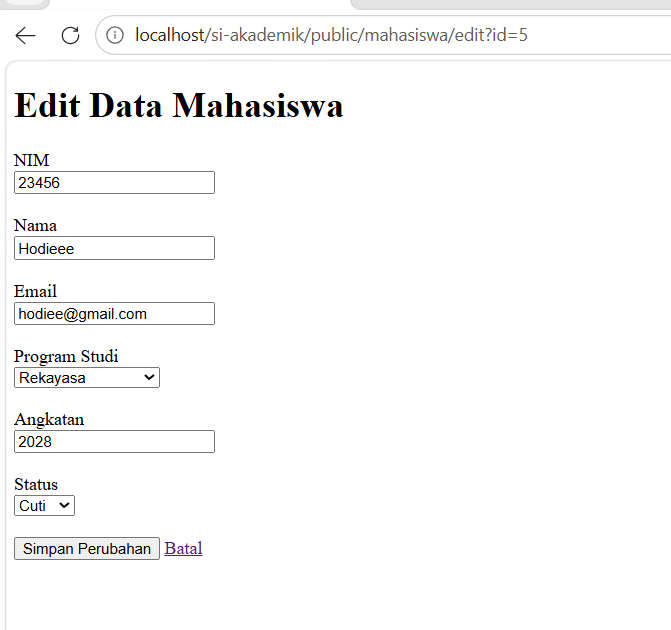 localhost/si-akademik/public/mahasiswa/edit?id=5
Edit Data Mahasiswa
NIM
23456
Nama
Hodieee
Email
hodiee@gmail.com
Program Studi
Rekayasa
Angkatan
2028
Status
Cuti
Simpan Perubahan Batal